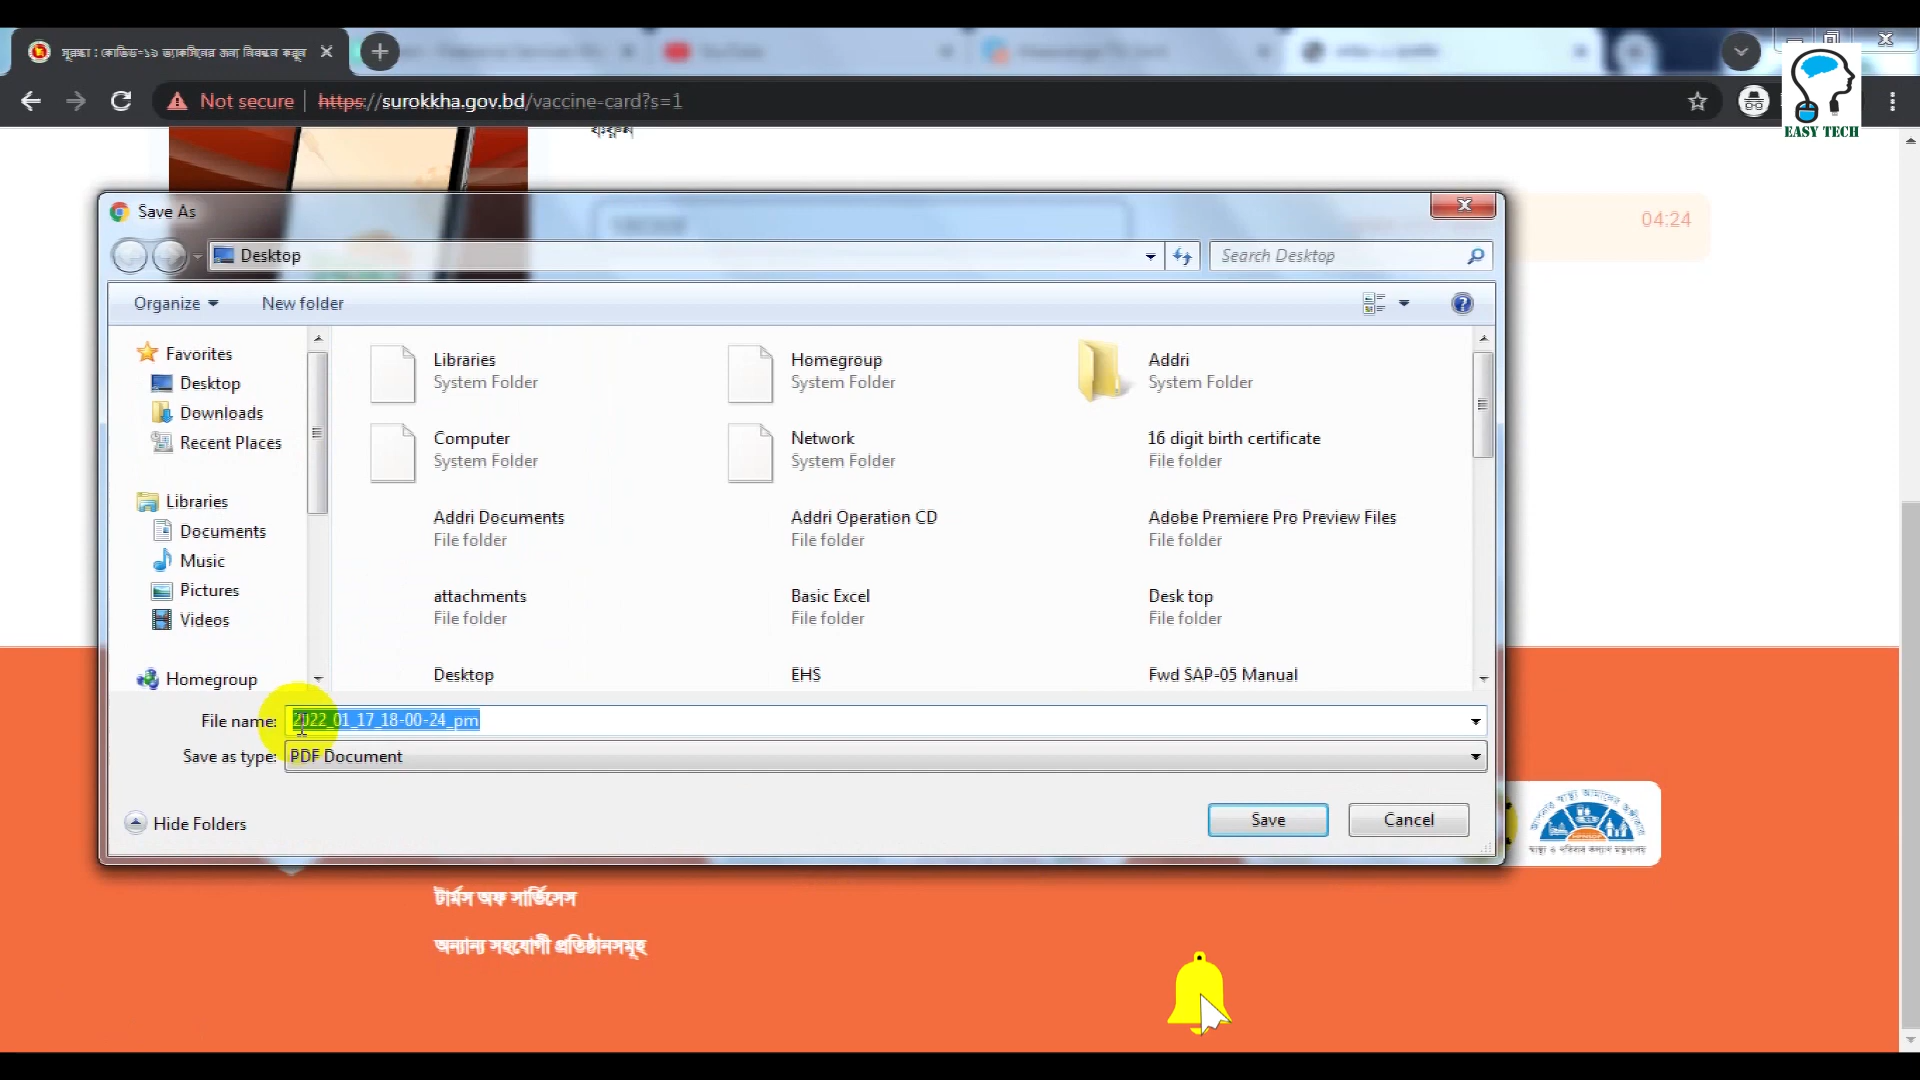 সুরক্ষা : কোভিড-১৯ ভ্যাকসিনের জন্য নিবন্ধন করুন
Not secure https://surokkha.gov.bd/vaccine-card?s=1
EASY TECH
04:24
Save As
Desktop
Search Desktop
Organize
New folder
Favorites
Desktop
Downloads
Recent Places
Libraries
Documents
Music
Pictures
Videos
Homegroup
Libraries
System Folder
Homegroup
System Folder
Addri
System Folder
Computer
System Folder
Network
System Folder
16 digit birth certificate
File folder
Addri Documents
File folder
Addri Operation CD
File folder
Adobe Premiere Pro Preview Files
File folder
attachments
File folder
Basic Excel
File folder
Desk top
File folder
Desktop
EHS
Fwd SAP-05 Manual
File name: 2022_01_17_18-00-24_pm
Save as type: PDF Document
Hide Folders
Save
Cancel
টার্মস অফ সার্ভিসেস
অন্যান্য সহযোগী প্রতিষ্ঠানসমূহ